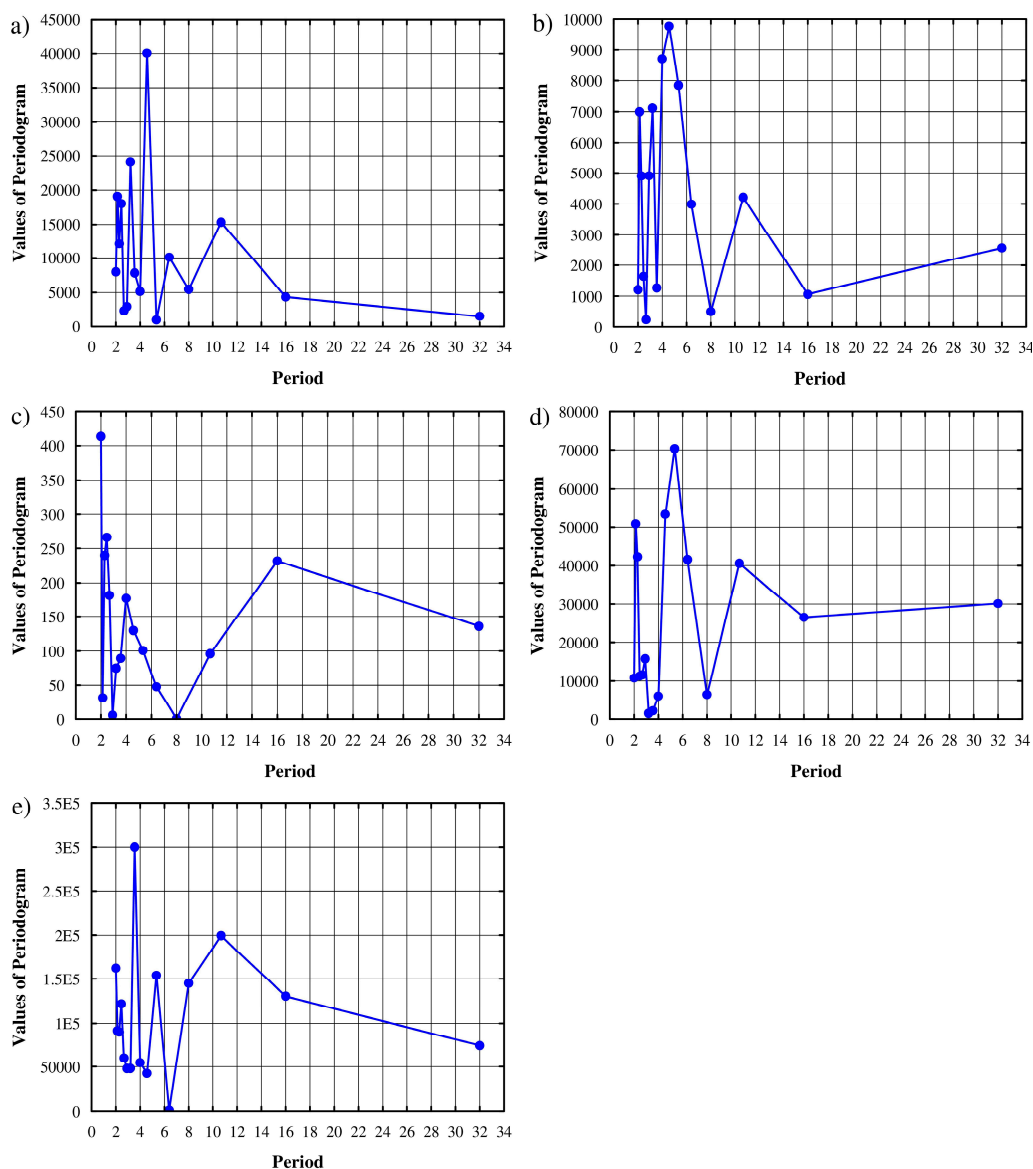 a)
45000
40000
35000
30000
25000
20000
15000
10000
5000
0
Values of Periodogram
0 2 4 6 8 10 12 14 16 18 20 22 24 26 28 30 32 34
Period
b)
10000
9000
8000
7000
6000
5000
4000
3000
2000
1000
0
Values of Periodogram
0 2 4 6 8 10 12 14 16 18 20 22 24 26 28 30 32 34
Period
c)
450
400
350
300
250
200
150
100
50
0
Values of Periodogram
0 2 4 6 8 10 12 14 16 18 20 22 24 26 28 30 32 34
Period
d)
80000
70000
60000
50000
40000
30000
20000
10000
0
Values of Periodogram
0 2 4 6 8 10 12 14 16 18 20 22 24 26 28 30 32 34
Period
e)
3.5E5
3E5
2.5E5
2E5
1.5E5
1E5
50000
0
Values of Periodogram
0 2 4 6 8 10 12 14 16 18 20 22 24 26 28 30 32 34
Period